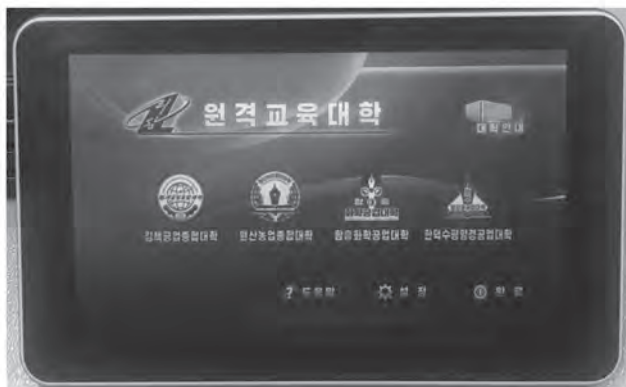 원격교육대학
대학안내
김책공업종합대학
원산농업종합대학
함흥화학공업대학
한덕수평양경공업대학
? 도움말
설정
완료